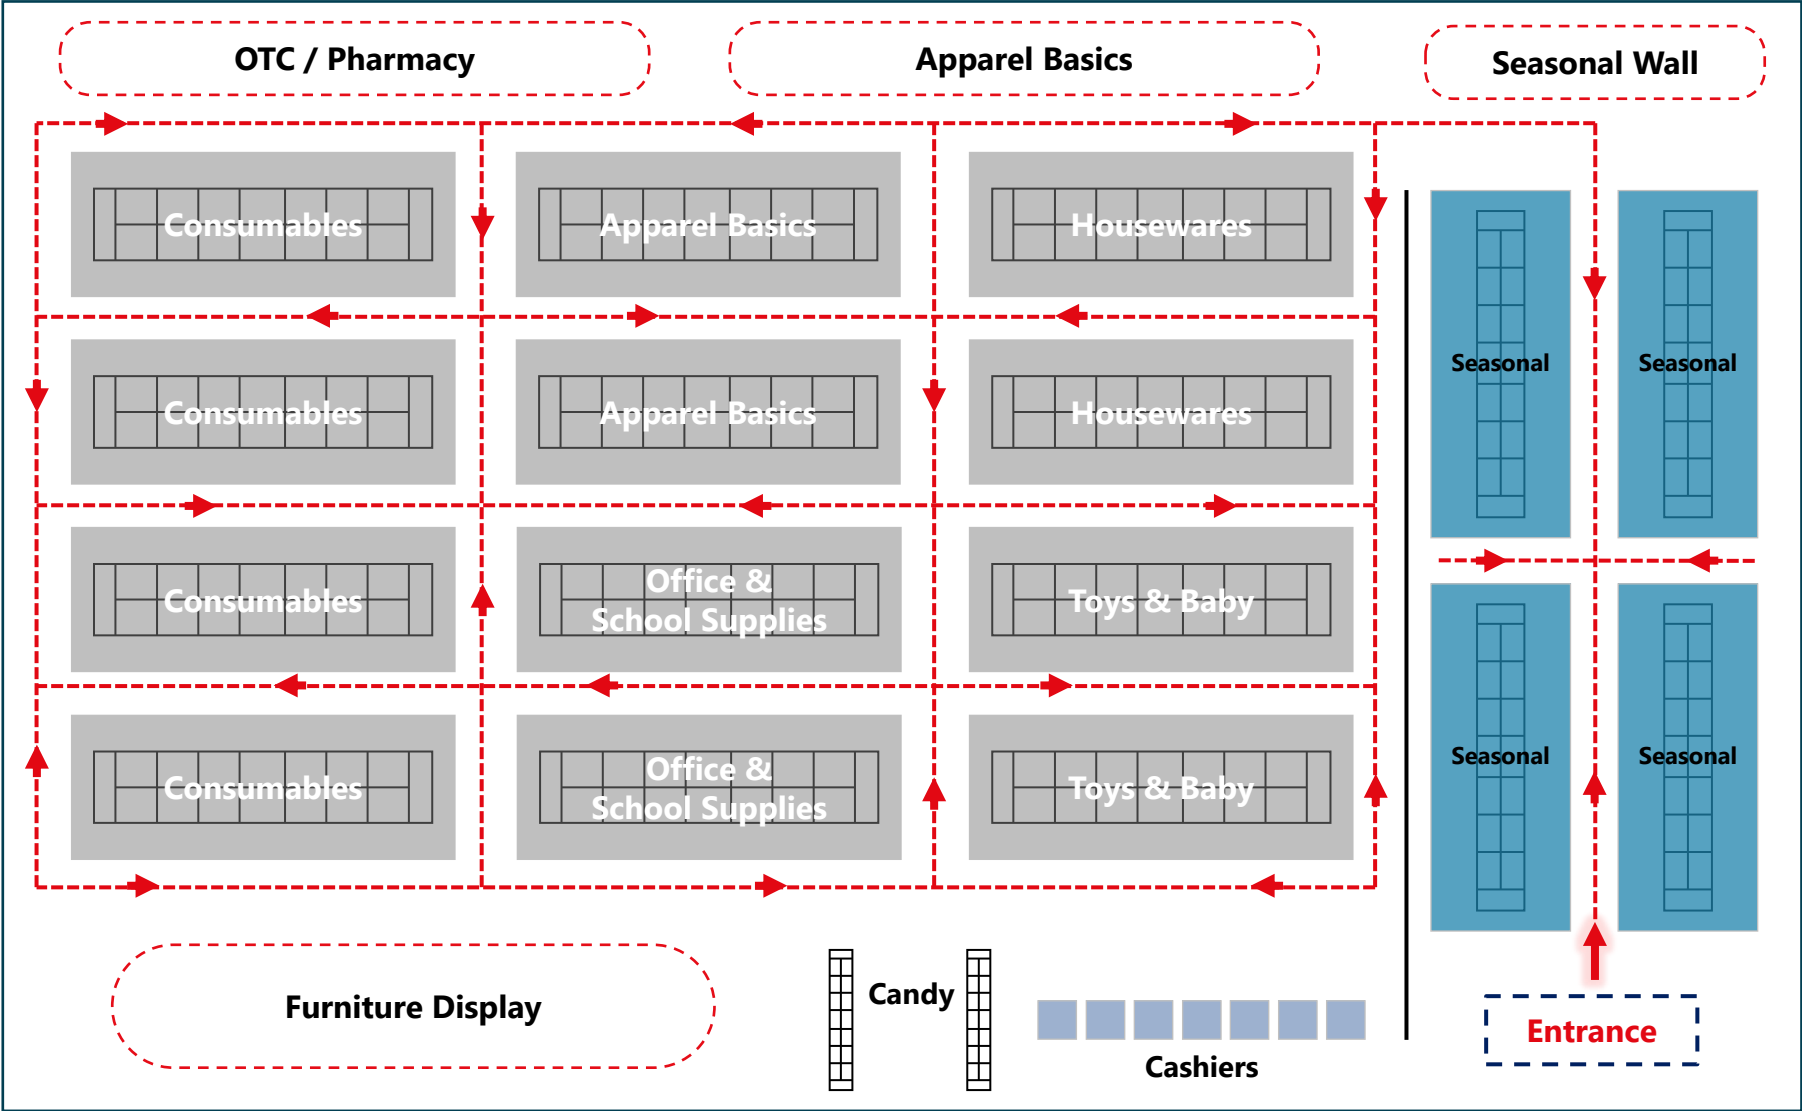 OTC / Pharmacy
Apparel Basics
Seasonal Wall
Consumables
Apparel Basics
Housewares
Seasonal
Seasonal
Consumables
Apparel Basics
Housewares
Consumables
Office &
School Supplies
Toys & Baby
Seasonal
Seasonal
Consumables
Office &
School Supplies
Toys & Baby
Furniture Display
Candy
Cashiers
Entrance